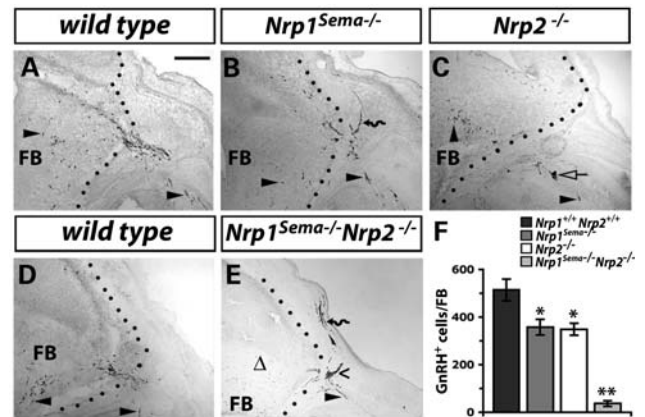 wild type
Nrp1Sema-/-
Nrp2-/-
A
FB
B
FB
C
FB
wild type
Nrp1Sema-/-Nrp2-/-
D
FB
E
Δ
FB
F
Nrp1+/+Nrp2+/+
Nrp1Sema-/-
Nrp2-/-
Nrp1Sema-/-Nrp2-/-
GnRH+ cells/FB
600
400
200
0
*
*
**